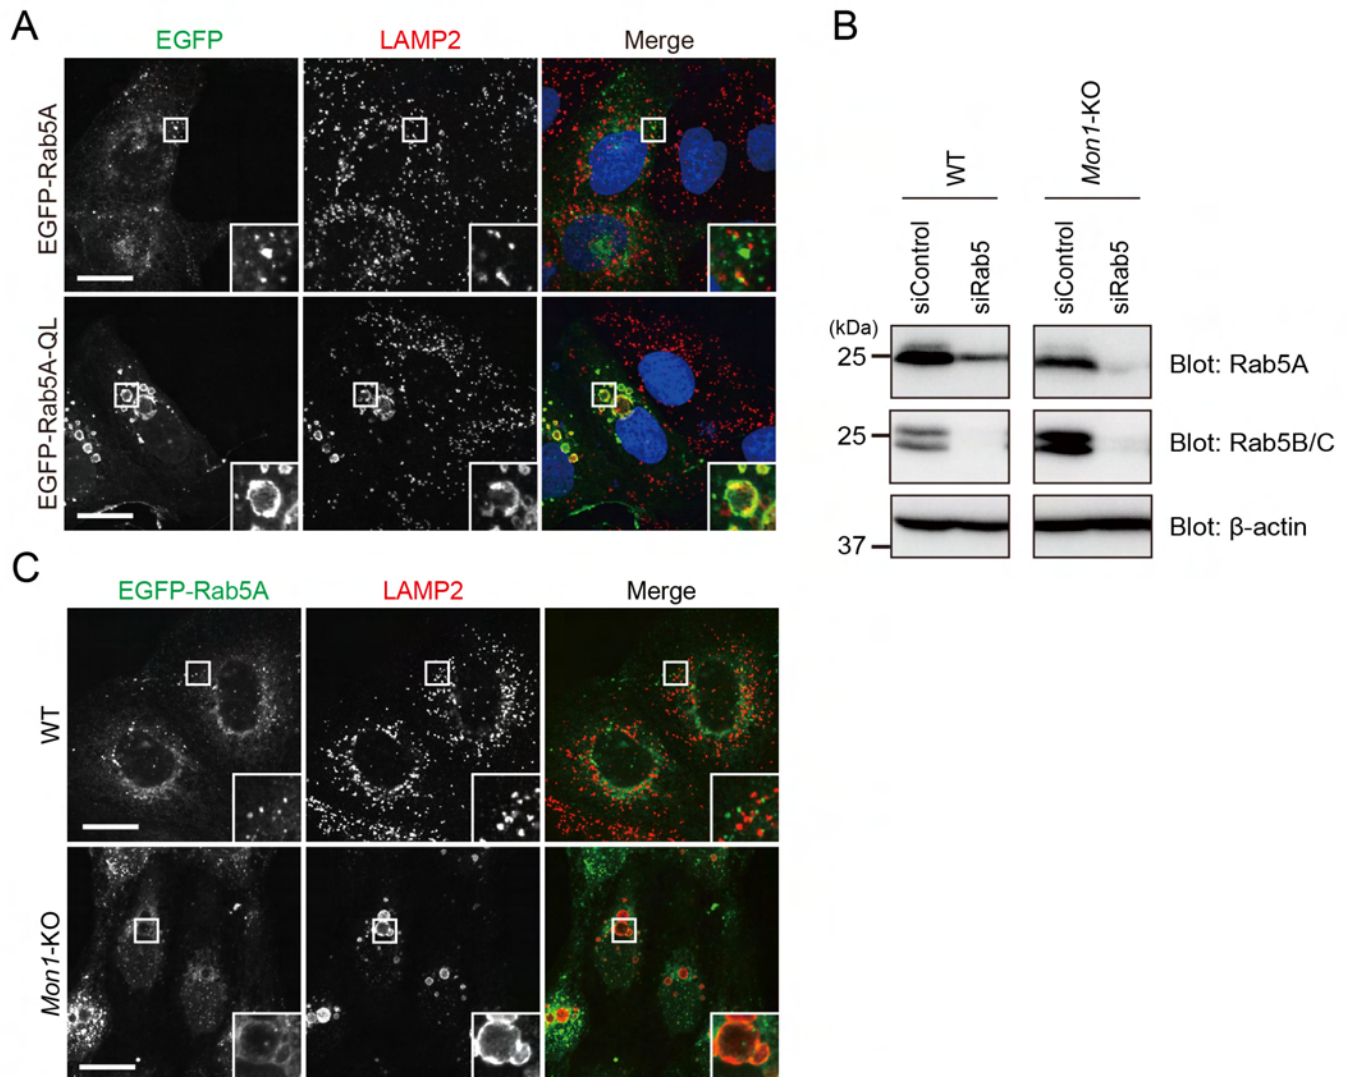 A
EGFP
LAMP2
Merge
EGFP-Rab5A
EGFP-Rab5A-QL
B
WT
Mon1-KO
siControl
siRab5
siControl
siRab5
(kDa)
25
Blot: Rab5A
25
Blot: Rab5B/C
37
Blot: β-actin
C
EGFP-Rab5A
LAMP2
Merge
WT
Mon1-KO